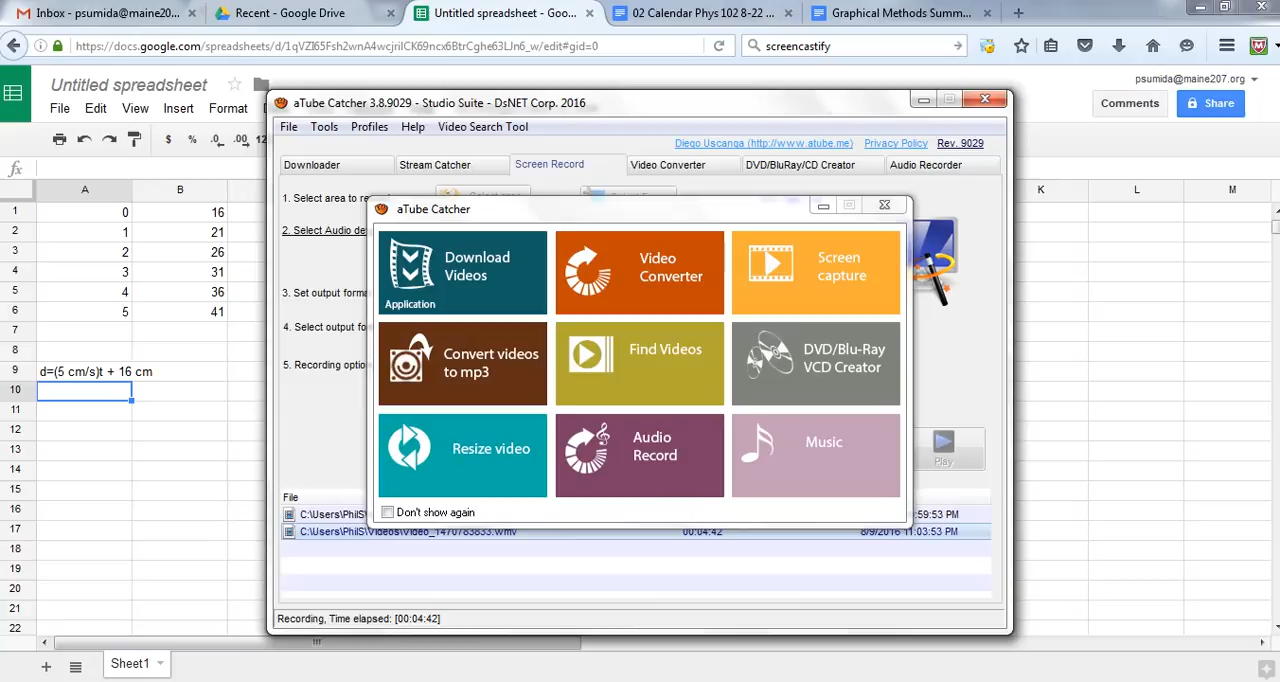 Inbox - psumida@maine20...
Recent - Google Drive
Untitled spreadsheet - Goo...
02 Calendar Phys 102 8-22 ...
Graphical Methods Summ...
https://docs.google.com/spreadsheets/d/1qVZI65Fsh2wnA4wcjriICK69ncx6BtrCghe63Ln6_w/edit#gid=0
screencastify
Untitled spreadsheet
psumida@maine207.org
File Edit View Insert Format
Comments
Share
$ % .0 .00 12
fx
A B K L M
1 0 16
2 1 21
3 2 26
4 3 31
5 4 36
6 5 41
7
8
9 d=(5 cm/s)t + 16 cm
10
11
12
13
14
15
16
17
18
19
20
21
22
Sheet1
aTube Catcher 3.8.9029 - Studio Suite - DsNET Corp. 2016
File Tools Profiles Help Video Search Tool
Diego Uscanga (http://www.atube.me) Privacy Policy Rev. 9029
Downloader Stream Catcher Screen Record Video Converter DVD/BluRay/CD Creator Audio Recorder
1. Select area to re
2. Select Audio de
3. Set output forma
4. Select output fo
5. Recording optio
aTube Catcher
Download Videos
Application
Video Converter
Screen capture
Convert videos to mp3
Find Videos
DVD/Blu-Ray VCD Creator
Resize video
Audio Record
Music
Don't show again
Play
File
C:\Users\PhilS\V
:59:53 PM
C:\Users\PhilS\Videos\Video_1470783833.wmv 00:04:42 8/9/2016 11:03:53 PM
Recording, Time elapsed: [00:04:42]